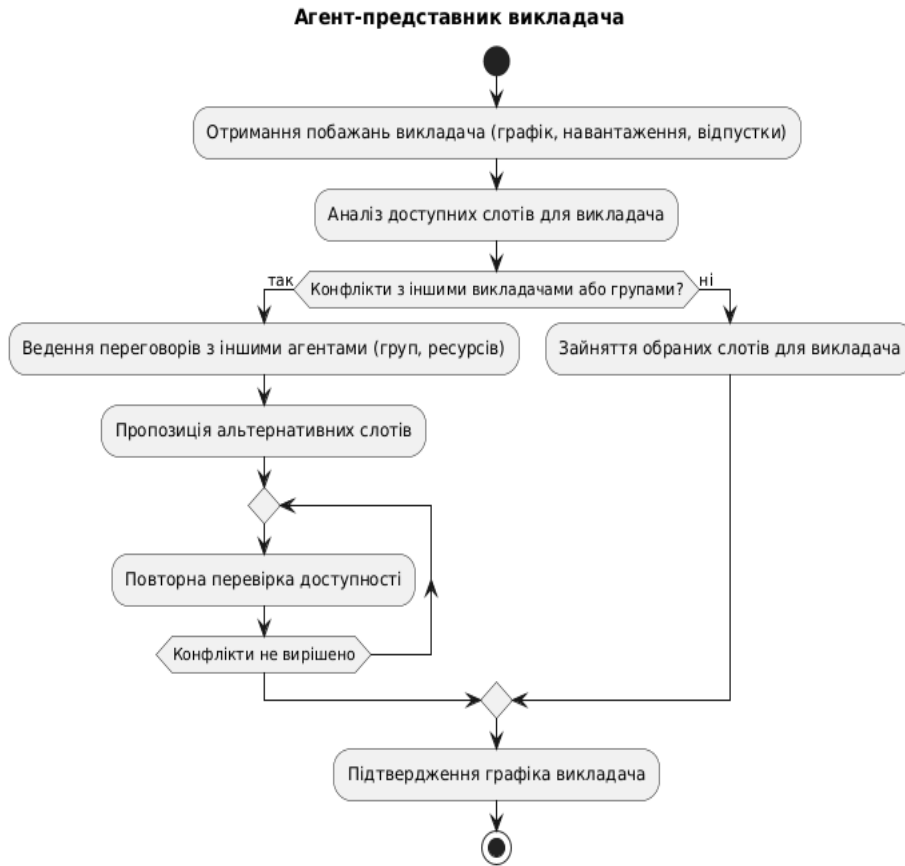 Агент-представник викладача
Отримання побажань викладача (графік, навантаження, відпустки)
Аналіз доступних слотів для викладача
так
Конфлікти з іншими викладачами або групами?
ні
Ведення переговорів з іншими агентами (груп, ресурсів)
Зайняття обраних слотів для викладача
Пропозиція альтернативних слотів
Повторна перевірка доступності
Конфлікти не вирішено
Підтвердження графіка викладача